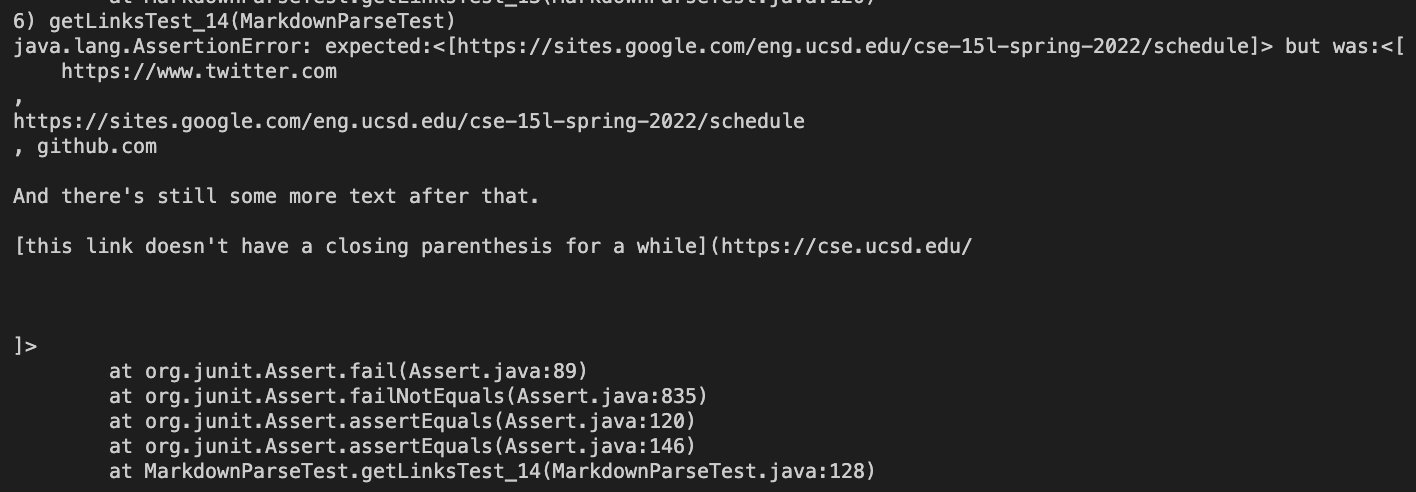 at MarkdownParseTest.getLinksTest_13(MarkdownParseTest.java:120)
6) getLinksTest_14(MarkdownParseTest)
java.lang.AssertionError: expected:<[https://sites.google.com/eng.ucsd.edu/cse-15l-spring-2022/schedule]> but was:<[
    https://www.twitter.com
,
https://sites.google.com/eng.ucsd.edu/cse-15l-spring-2022/schedule
, github.com
And there's still some more text after that.
[this link doesn't have a closing parenthesis for a while](https://cse.ucsd.edu/
]>
        at org.junit.Assert.fail(Assert.java:89)
        at org.junit.Assert.failNotEquals(Assert.java:835)
        at org.junit.Assert.assertEquals(Assert.java:120)
        at org.junit.Assert.assertEquals(Assert.java:146)
        at MarkdownParseTest.getLinksTest_14(MarkdownParseTest.java:128)